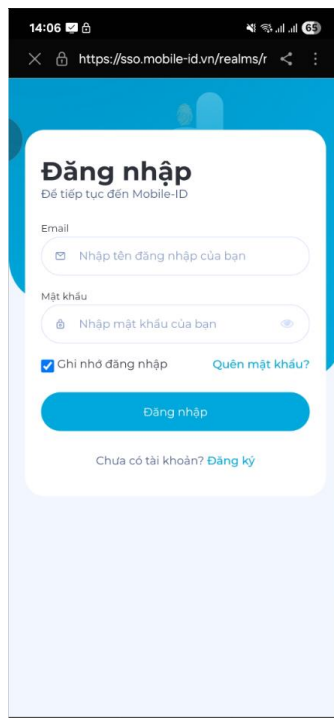 14:06 65
https://sso.mobile-id.vn/realms/r
Đăng nhập
Để tiếp tục đến Mobile-ID
Email
Nhập tên đăng nhập của bạn
Mật khẩu
Nhập mật khẩu của bạn
Ghi nhớ đăng nhập Quên mật khẩu?
Đăng nhập
Chưa có tài khoản? Đăng ký